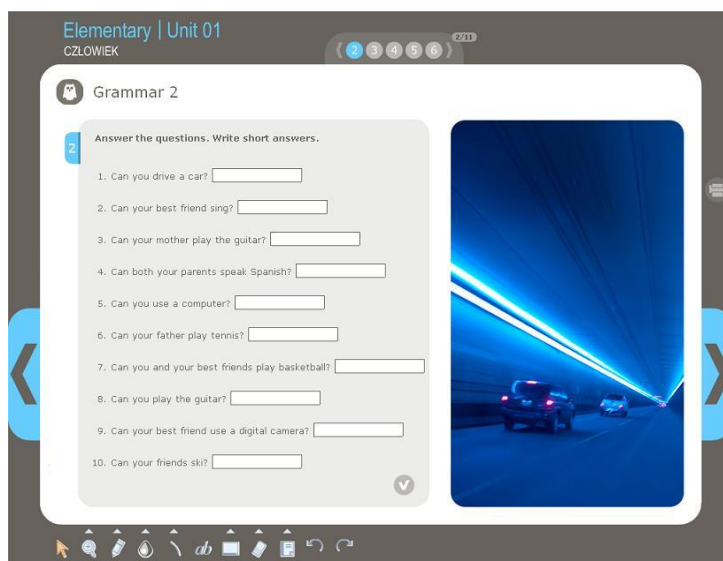 Elementary | Unit 01
CZŁOWIEK
2 3 4 5 6
2/11
Grammar 2
2
Answer the questions. Write short answers.
1. Can you drive a car?
2. Can your best friend sing?
3. Can your mother play the guitar?
4. Can both your parents speak Spanish?
5. Can you use a computer?
6. Can your father play tennis?
7. Can you and your best friends play basketball?
8. Can you play the guitar?
9. Can your best friend use a digital camera?
10. Can your friends ski?
ab